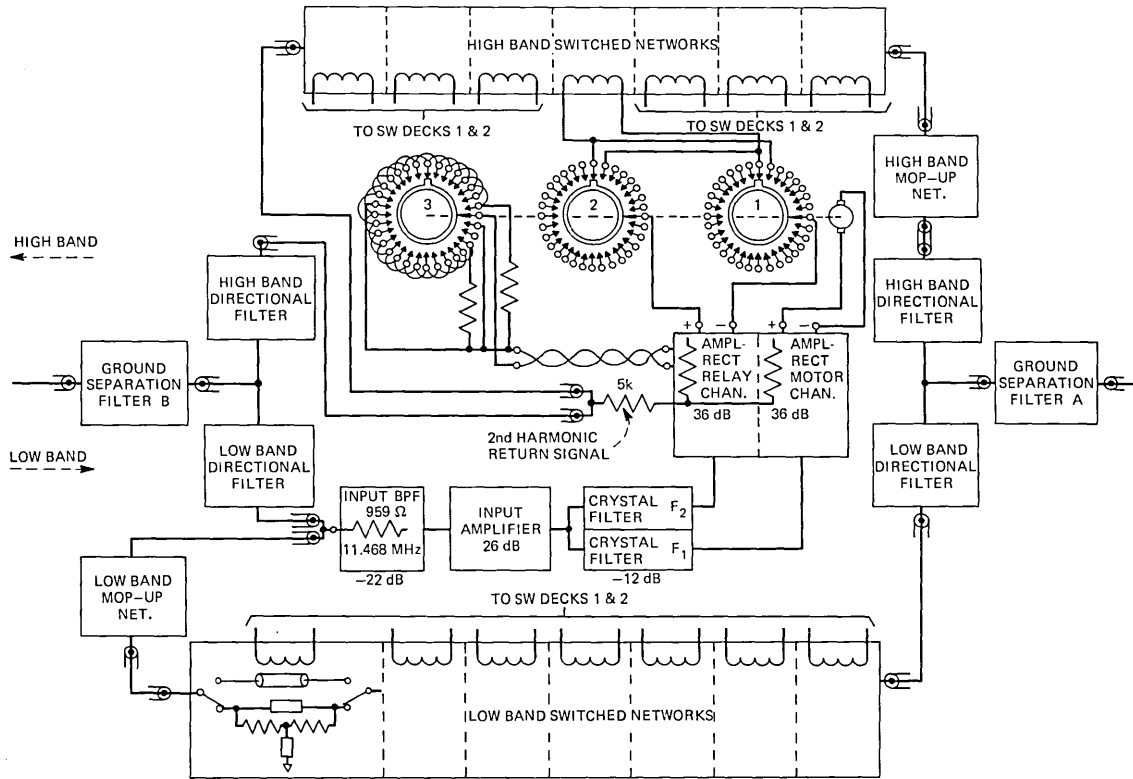 HIGH BAND SWITCHED NETWORKS
TO SW DECKS 1 & 2
TO SW DECKS 1 & 2
HIGH BAND
MOP-UP
NET.
3
2
1
HIGH BAND
HIGH BAND
DIRECTIONAL
FILTER
HIGH BAND
DIRECTIONAL
FILTER
+
−
+
−
AMPL-
RECT
RELAY
CHAN.
36 dB
AMPL-
RECT
MOTOR
CHAN.
36 dB
GROUND
SEPARATION
FILTER B
GROUND
SEPARATION
FILTER A
5k
2nd HARMONIC
RETURN SIGNAL
LOW BAND
LOW BAND
DIRECTIONAL
FILTER
LOW BAND
DIRECTIONAL
FILTER
INPUT BPF
959 Ω
11.468 MHz
−22 dB
INPUT
AMPLIFIER
26 dB
CRYSTAL
FILTER F2
CRYSTAL
FILTER F1
−12 dB
LOW BAND
MOP-UP
NET.
TO SW DECKS 1 & 2
LOW BAND SWITCHED NETWORKS